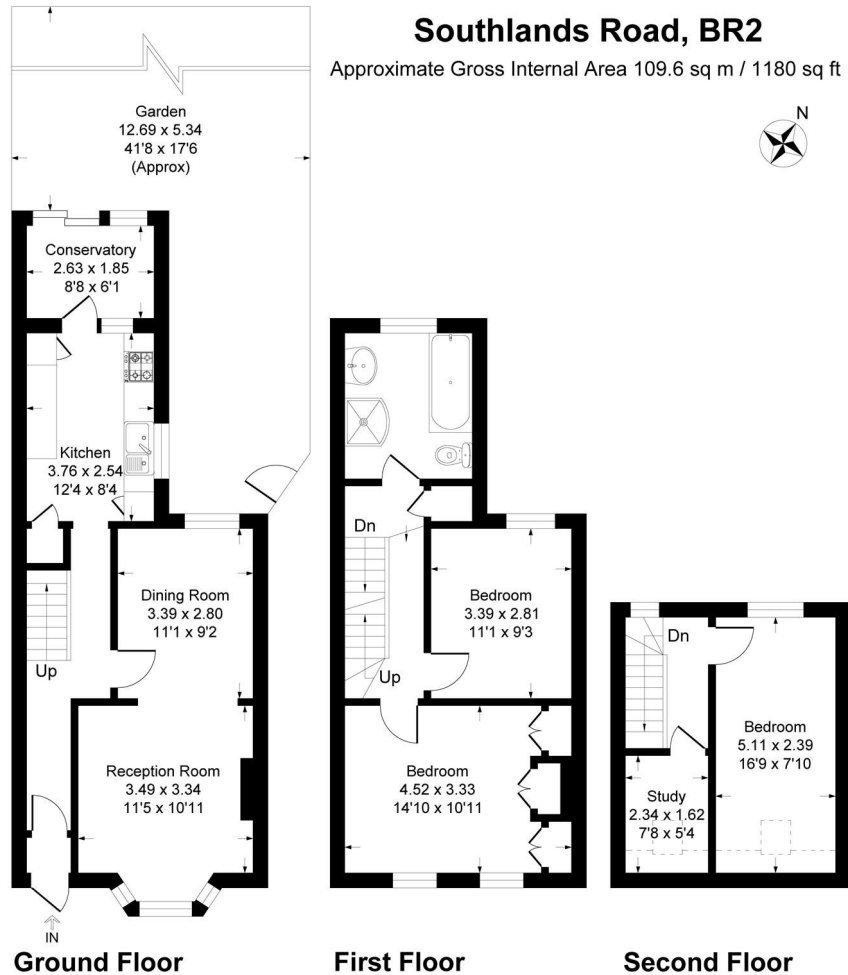 Southlands Road, BR2
Approximate Gross Internal Area 109.6 sq m / 1180 sq ft
N
Garden
12.69 x 5.34
41'8 x 17'6
(Approx)
Conservatory
2.63 x 1.85
8'8 x 6'1
Kitchen
3.76 x 2.54
12'4 x 8'4
Dining Room
3.39 x 2.80
11'1 x 9'2
Up
Reception Room
3.49 x 3.34
11'5 x 10'11
IN
Ground Floor
Dn
Bedroom
3.39 x 2.81
11'1 x 9'3
Up
Bedroom
4.52 x 3.33
14'10 x 10'11
First Floor
Dn
Bedroom
5.11 x 2.39
16'9 x 7'10
Study
2.34 x 1.62
7'8 x 5'4
Second Floor